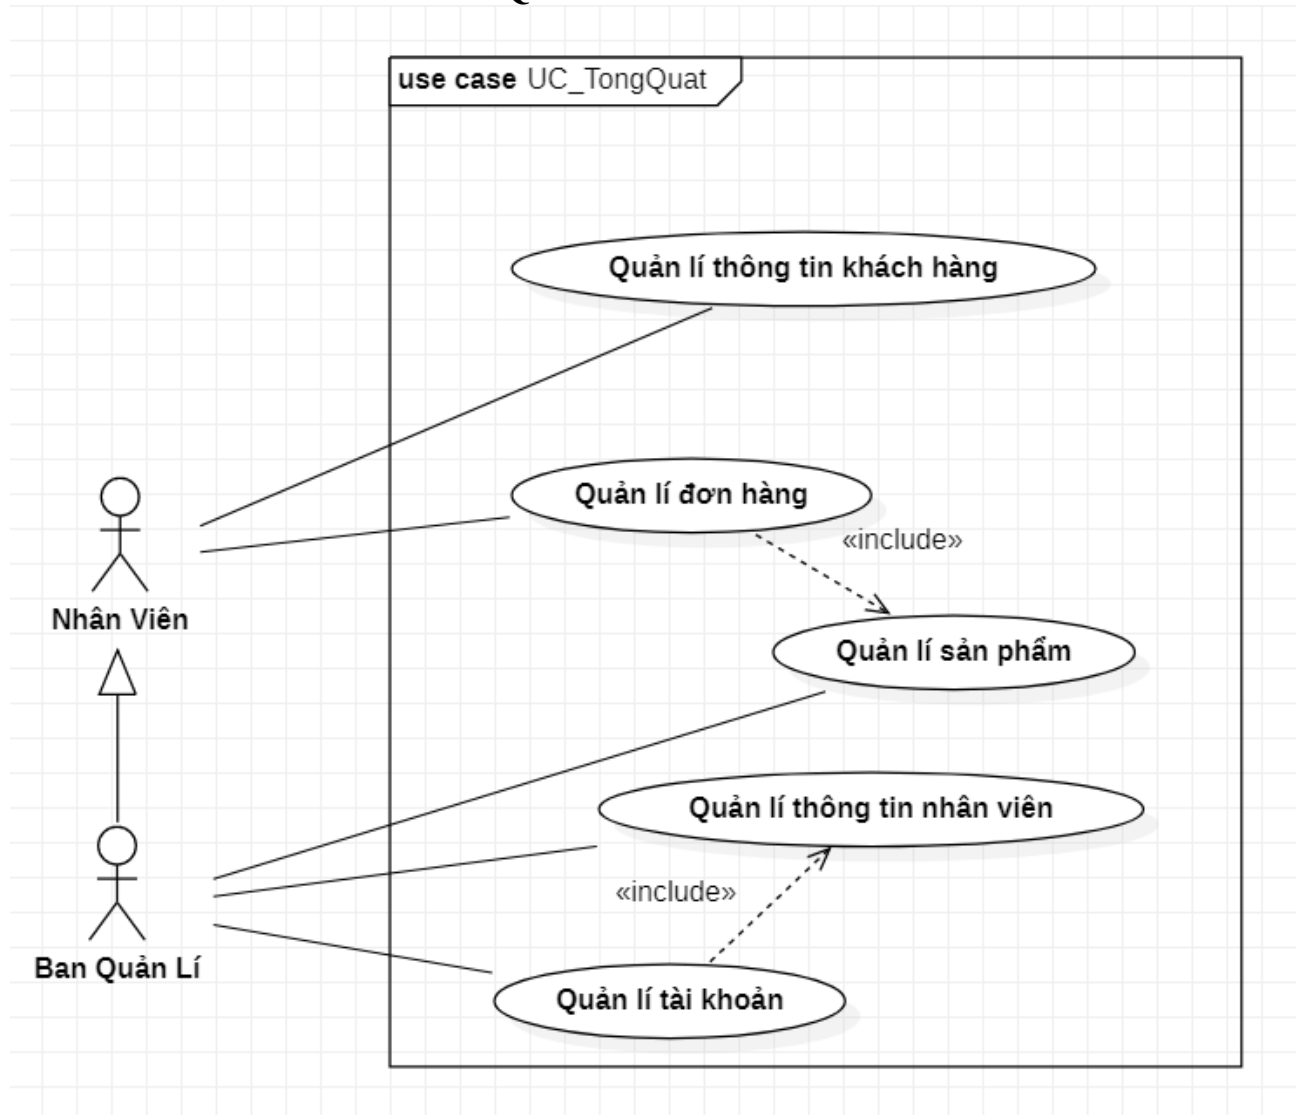 use case UC_TongQuat
Quản lí thông tin khách hàng
Quản lí đơn hàng
«include»
Nhân Viên
Quản lí sản phẩm
Quản lí thông tin nhân viên
«include»
Ban Quản Lí
Quản lí tài khoản